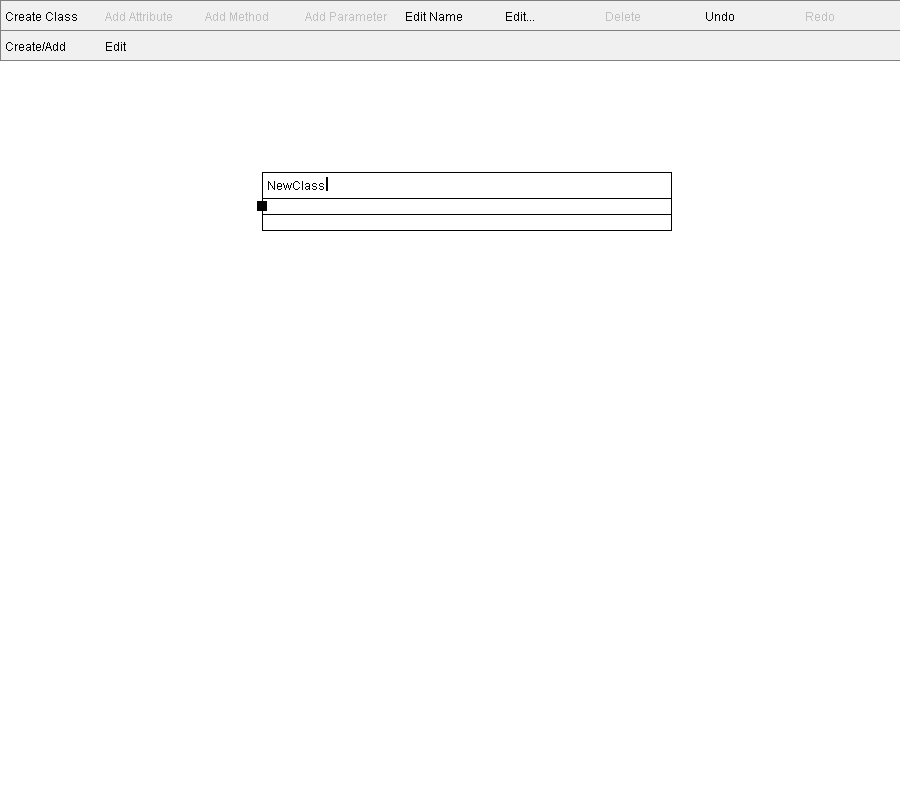 Create Class Add Attribute Add Method Add Parameter Edit Name Edit... Delete Undo Redo
Create/Add Edit
NewClass